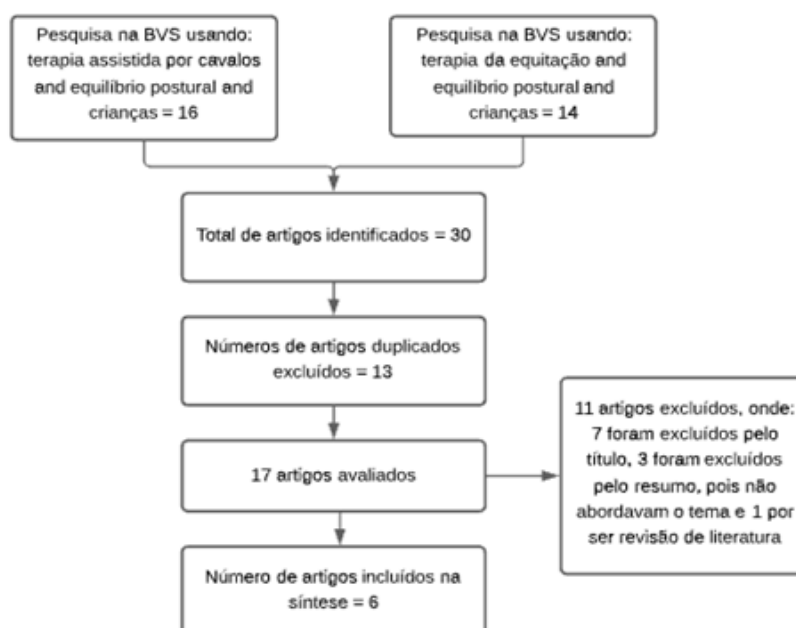 Pesquisa na BVS usando:
terapia assistida por cavalos
and equilíbrio postural and
crianças = 16
Pesquisa na BVS usando:
terapia da equitação and
equilíbrio postural and
crianças = 14
Total de artigos identificados = 30
Números de artigos duplicados
excluídos = 13
17 artigos avaliados
11 artigos excluídos, onde:
7 foram excluídos pelo
título, 3 foram excluídos
pelo resumo, pois não
abordavam o tema e 1 por
ser revisão de literatura
Número de artigos incluídos na
síntese = 6